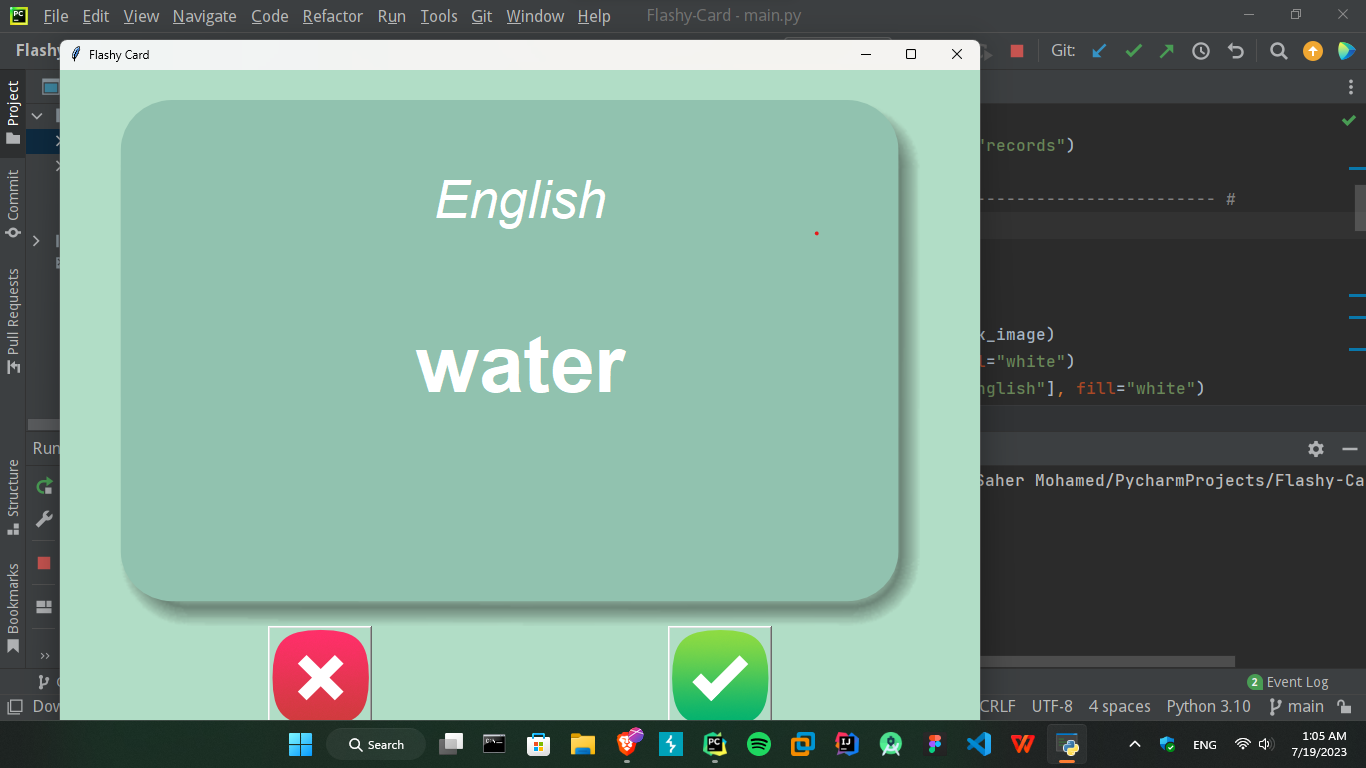 File Edit View Navigate Code Refactor Run Tools Git Window Help Flashy-Card - main.py
Flashy Card
Git:
Project
Commit
Pull Requests
Structure
Bookmarks
"records")
------------------------ #
x_image)
="white")
nglish"], fill="white")
English
water
Run
Saher Mohamed/PycharmProjects/Flashy-Ca
2 Event Log
CRLF UTF-8 4 spaces Python 3.10 main
Search
ENG
1:05 AM
7/19/2023